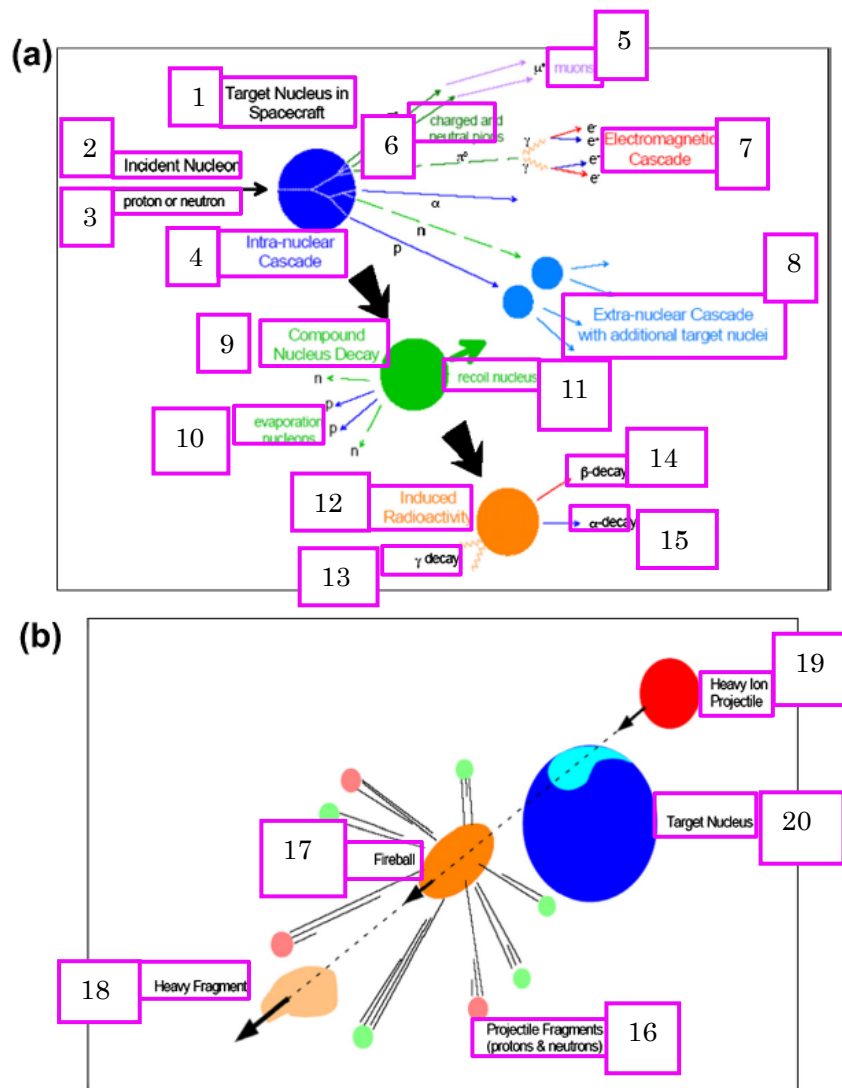 (a)
5
μ± muons
1
Target Nucleus in
Spacecraft
6
charged and
neutral pions
2
Incident Nucleon
3
proton or neutron
π⁰
γ
γ
e-
e+
e+
e-
Electromagnetic
Cascade
7
α
n
p
4
Intra-nuclear
Cascade
8
Extra-nuclear Cascade
with additional target nuclei
9
Compound
Nucleus Decay
recoil nucleus
11
n
p
p
n
10
evaporation
nucleons
12
Induced
Radioactivity
β-decay
14
α-decay
15
13
γ decay
(b)
19
Heavy Ion
Projectile
Target Nucleus
20
17
Fireball
18
Heavy Fragment
Projectile Fragments
(protons & neutrons)
16